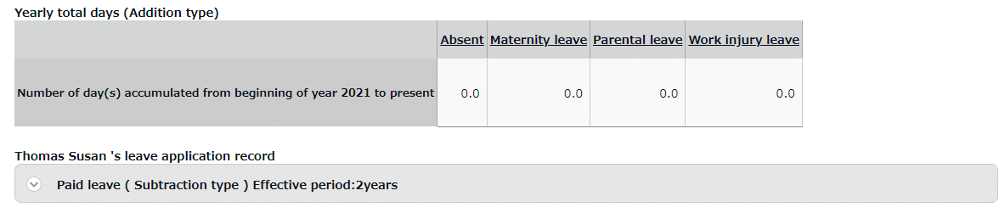 Yearly total days (Addition type)
Absent Maternity leave Parental leave Work injury leave
Number of day(s) accumulated from beginning of year 2021 to present 0.0 0.0 0.0 0.0
Thomas Susan 's leave application record
Paid leave ( Subtraction type ) Effective period:2years